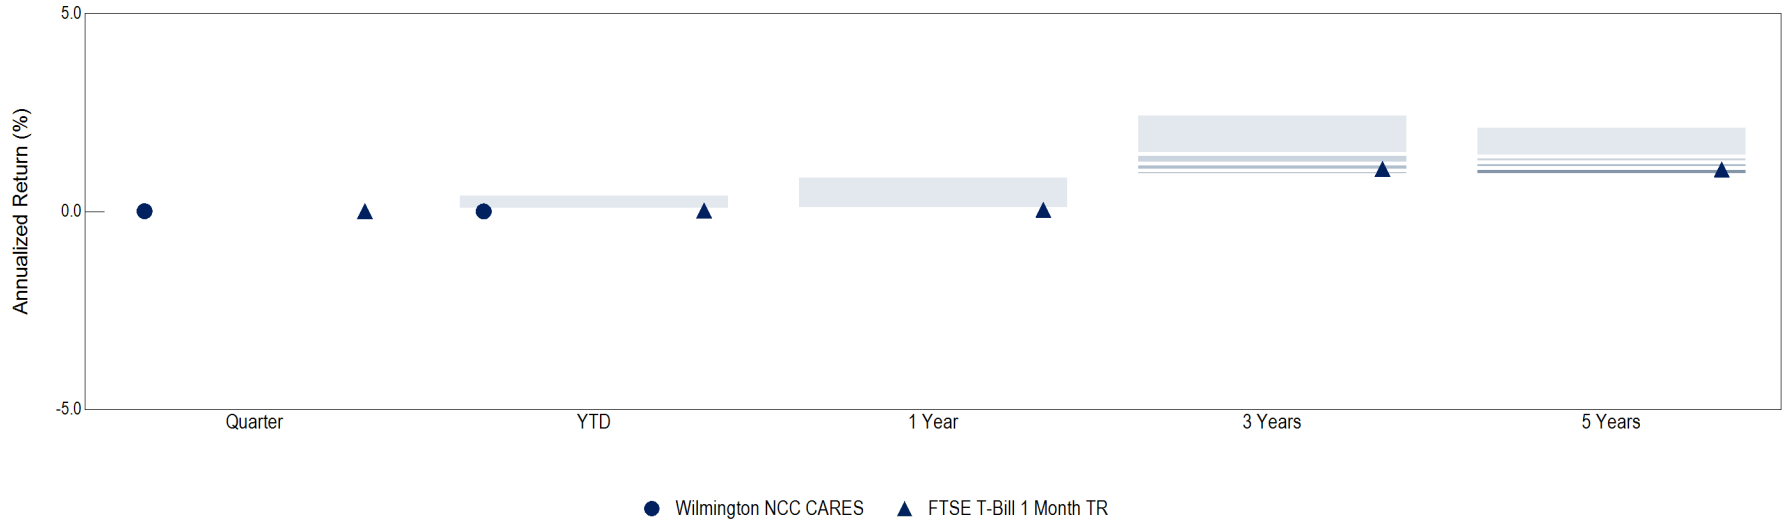 5.0
Annualized Return (%)
0.0
-5.0
Quarter YTD 1 Year 3 Years 5 Years
Wilmington NCC CARES FTSE T-Bill 1 Month TR